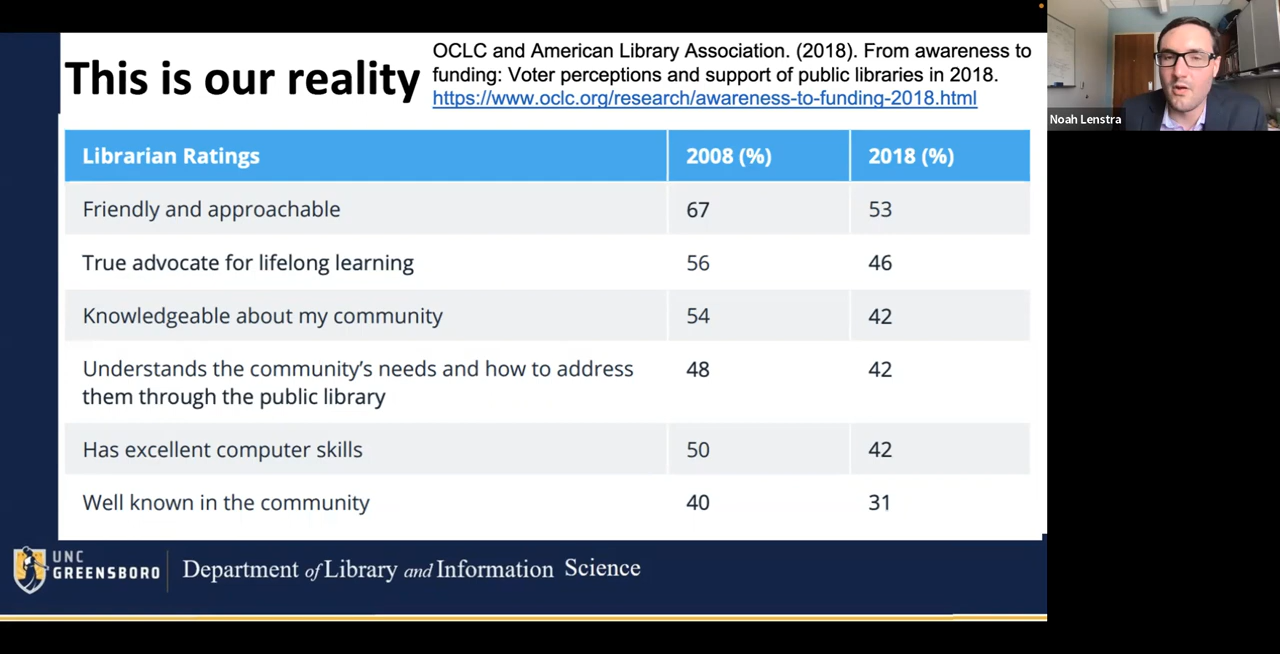 This is our reality
OCLC and American Library Association. (2018). From awareness to
funding: Voter perceptions and support of public libraries in 2018.
https://www.oclc.org/research/awareness-to-funding-2018.html
Noah Lenstra
Librarian Ratings 2008 (%) 2018 (%)
Friendly and approachable 67 53
True advocate for lifelong learning 56 46
Knowledgeable about my community 54 42
Understands the community’s needs and how to address 48 42
them through the public library
Has excellent computer skills 50 42
Well known in the community 40 31
UNC
GREENSBORO
Department of Library and Information Science